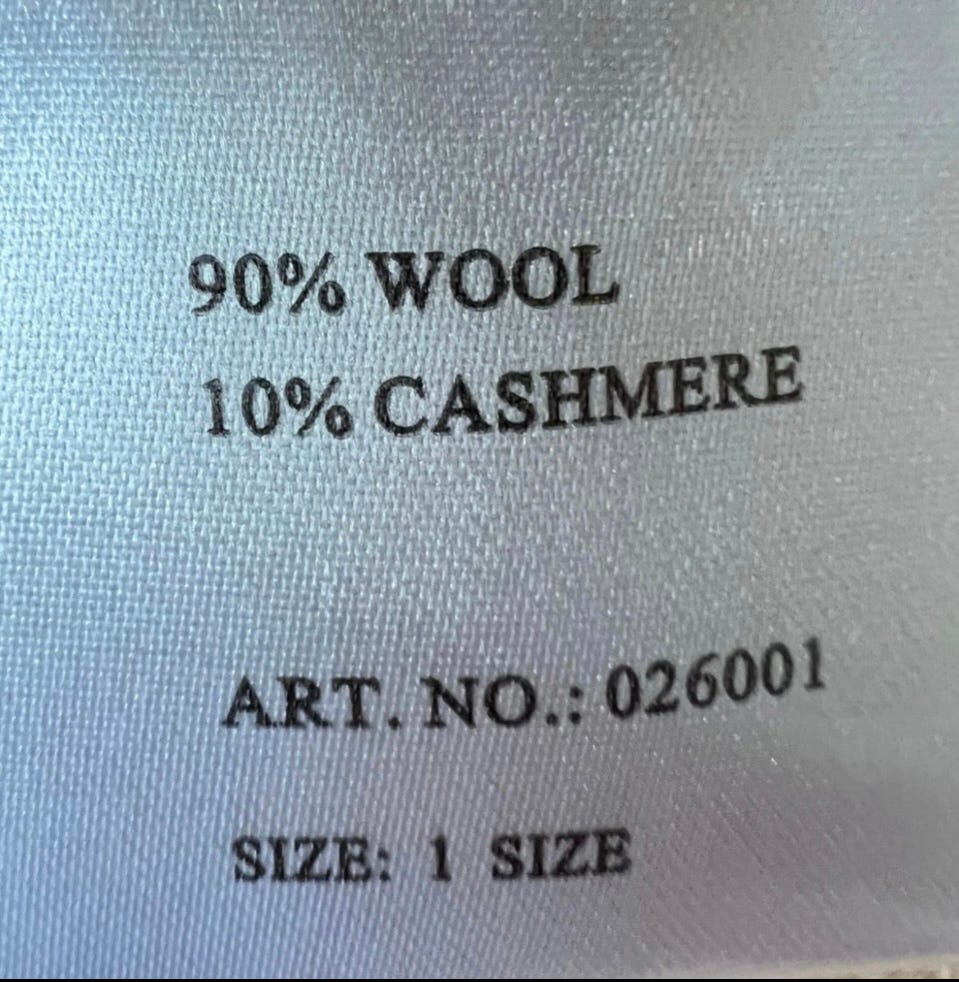 90% WOOL
10% CASHMERE
ART. NO.: 026001
SIZE: 1 SIZE